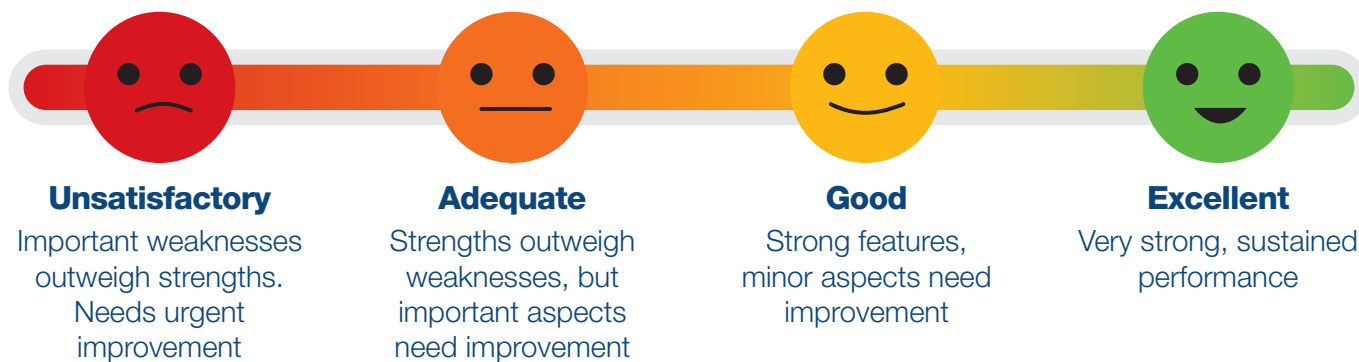 Unsatisfactory
Important weaknesses
outweigh strengths.
Needs urgent
improvement
Adequate
Strengths outweigh
weaknesses, but
important aspects
need improvement
Good
Strong features,
minor aspects need
improvement
Excellent
Very strong, sustained
performance